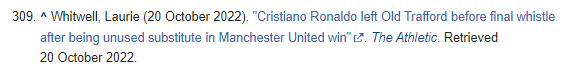 309. ^ Whitwell, Laurie (20 October 2022). "Cristiano Ronaldo left Old Trafford before final whistle
after being unused substitute in Manchester United win". The Athletic. Retrieved
20 October 2022.